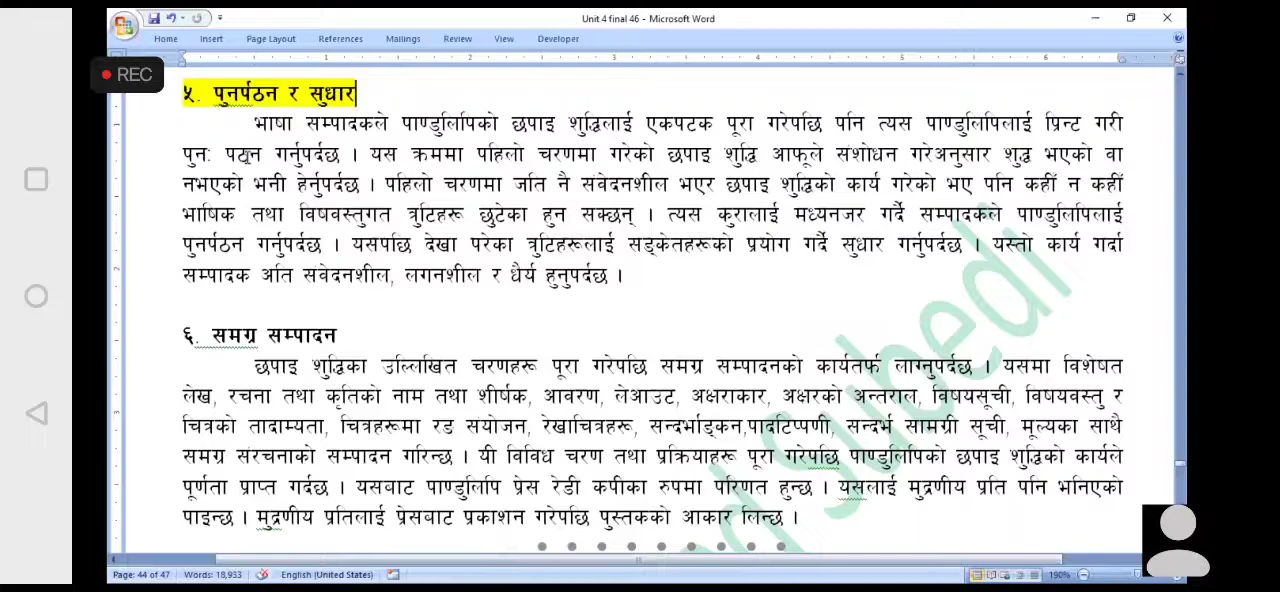 Unit 4 final 46 - Microsoft Word
Home Insert Page Layout References Mailings Review View Developer
REC
५. पुनर्पठन र सुधार
भाषा सम्पादकले पाण्डुलिपिको छपाइ शुद्धिलाई एकपटक पूरा गरेपछि पनि त्यस पाण्डुलिपिलाई प्रिन्ट गरी
पुनः पठ्न गर्नुपर्दछ । यस क्रममा पहिलो चरणमा गरेको छपाइ शुद्धि आफूले संशोधन गरेअनुसार शुद्ध भएको वा
नभएको भनी हेर्नुपर्दछ । पहिलो चरणमा जति नै संवेदनशील भएर छपाइ शुद्धिको कार्य गरेको भए पनि कहीँ न कहीँ
भाषिक तथा विषवस्तुगत त्रुटिहरू छुटेका हुन सक्छन् । त्यस कुरालाई मध्यनजर गर्दै सम्पादकले पाण्डुलिपिलाई
पुनर्पठन गर्नुपर्दछ । यसपछि देखा परेका त्रुटिहरूलाई सङ्केतहरूको प्रयोग गर्दै सुधार गर्नुपर्दछ । यस्तो कार्य गर्दा
सम्पादक अति संवेदनशील, लगनशील र धैर्य हुनुपर्दछ ।
६. समग्र सम्पादन
छपाइ शुद्धिका उल्लिखित चरणहरू पूरा गरेपछि समग्र सम्पादनको कार्यतर्फ लाग्नुपर्दछ । यसमा विशेषत
लेख, रचना तथा कृतिको नाम तथा शीर्षक, आवरण, लेआउट, अक्षराकार, अक्षरको अन्तराल, विषयसूची, विषयवस्तु र
चित्रको तादाम्यता, चित्रहरूमा रङ संयोजन, रेखाचित्रहरू, सन्दर्भाङ्कन,पादटिप्पणी, सन्दर्भ सामग्री सूची, मूल्यका साथै
समग्र संरचनाको सम्पादन गरिन्छ । यी विविध चरण तथा प्रक्रियाहरू पूरा गरेपछि पाण्डुलिपिको छपाइ शुद्धिको कार्यले
पूर्णता प्राप्त गर्दछ । यसबाट पाण्डुलिपि प्रेस रेडी कपीका रुपमा परिणत हुन्छ । यसलाई मुद्रणीय प्रति पनि भनिएको
पाइन्छ । मुद्रणीय प्रतिलाई प्रेसबाट प्रकाशन गरेपछि पुस्तकको आकार लिन्छ ।
Subedi
Page: 44 of 47 Words: 18,933 English (United States) 190%